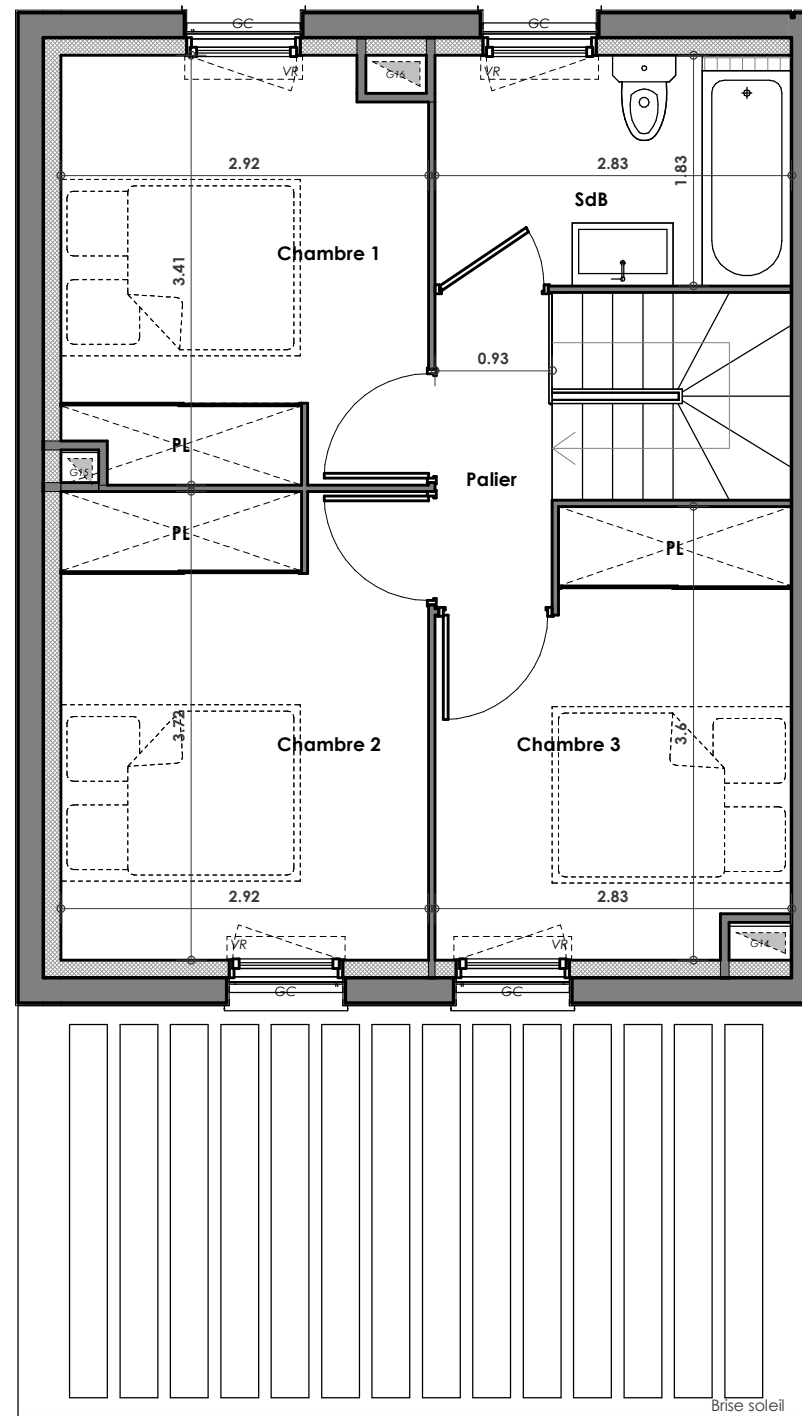 GC
GC
VR
G16
VR
2.92
2.83
1.83
SdB
Chambre 1
3.41
0.93
PL
G15
Palier
PL
PL
3.72
Chambre 2
Chambre 3
3.6
2.92
2.83
VR
VR
G14
GC
GC
Brise soleil